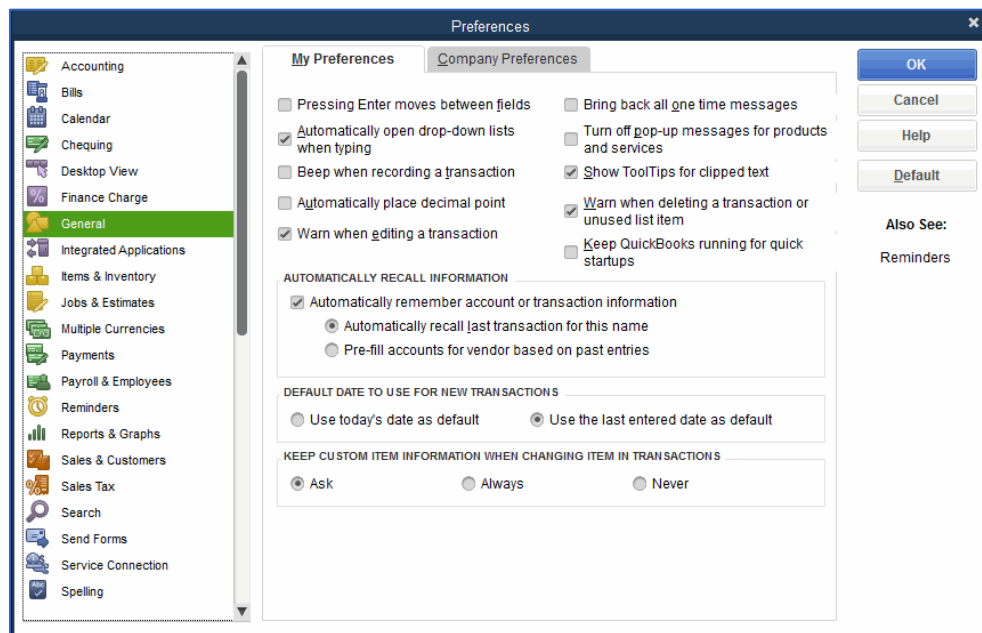 Preferences
Accounting
Bills
Calendar
Chequing
Desktop View
Finance Charge
General
Integrated Applications
Items & Inventory
Jobs & Estimates
Multiple Currencies
Payments
Payroll & Employees
Reminders
Reports & Graphs
Sales & Customers
Sales Tax
Search
Send Forms
Service Connection
Spelling
My Preferences
Company Preferences
Pressing Enter moves between fields
Automatically open drop-down lists
when typing
Beep when recording a transaction
Automatically place decimal point
Warn when editing a transaction
Bring back all one time messages
Turn off pop-up messages for products
and services
Show ToolTips for clipped text
Warn when deleting a transaction or
unused list item
Keep QuickBooks running for quick
startups
AUTOMATICALLY RECALL INFORMATION
Automatically remember account or transaction information
Automatically recall last transaction for this name
Pre-fill accounts for vendor based on past entries
DEFAULT DATE TO USE FOR NEW TRANSACTIONS
Use today's date as default
Use the last entered date as default
KEEP CUSTOM ITEM INFORMATION WHEN CHANGING ITEM IN TRANSACTIONS
Ask
Always
Never
OK
Cancel
Help
Default
Also See:
Reminders